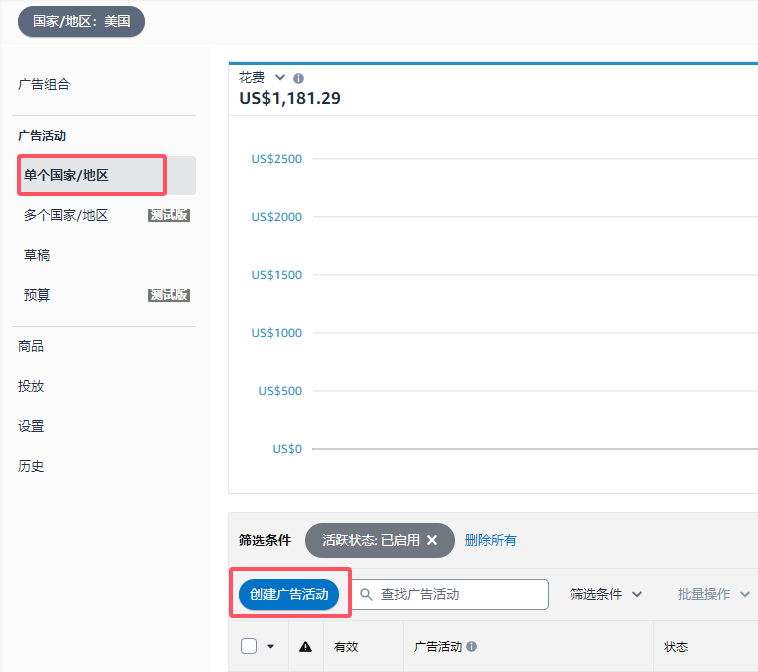 国家/地区：美国
广告组合
广告活动
单个国家/地区
多个国家/地区 测试版
草稿
预算 测试版
商品
投放
设置
历史
花费
US$1,181.29
US$2500
US$2000
US$1500
US$1000
US$500
US$0
筛选条件 活跃状态: 已启用 删除所有
创建广告活动 查找广告活动 筛选条件 批量操作
有效 广告活动 状态